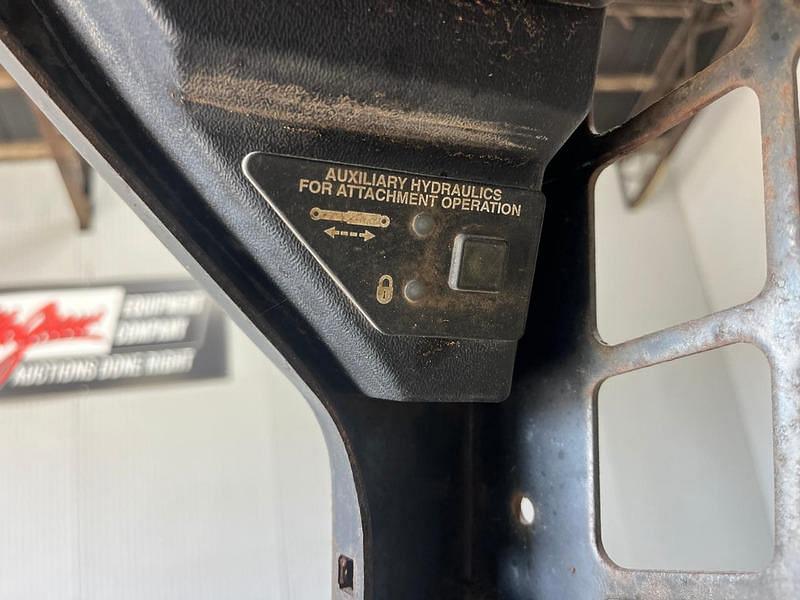 AUXILIARY HYDRAULICS
FOR ATTACHMENT OPERATION
EQUIPMENT
COMPANY
AUCTIONS DONE RIGHT